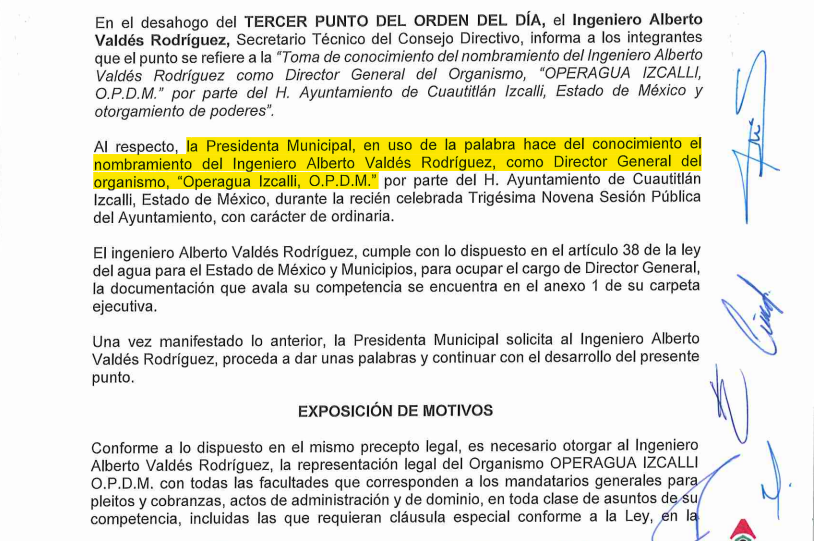 En el desahogo del TERCER PUNTO DEL ORDEN DEL DÍA, el Ingeniero Alberto
Valdés Rodríguez, Secretario Técnico del Consejo Directivo, informa a los integrantes
que el punto se refiere a la “Toma de conocimiento del nombramiento del Ingeniero Alberto
Valdés Rodríguez como Director General del Organismo, “OPERAGUA IZCALLI,
O.P.D.M.” por parte del H. Ayuntamiento de Cuautitlán Izcalli, Estado de México y
otorgamiento de poderes”.
Al respecto, la Presidenta Municipal, en uso de la palabra hace del conocimiento el
nombramiento del Ingeniero Alberto Valdés Rodríguez, como Director General del
organismo, “Operagua Izcalli, O.P.D.M.” por parte del H. Ayuntamiento de Cuautitlán
Izcalli, Estado de México, durante la recién celebrada Trigésima Novena Sesión Pública
del Ayuntamiento, con carácter de ordinaria.
El ingeniero Alberto Valdés Rodríguez, cumple con lo dispuesto en el artículo 38 de la ley
del agua para el Estado de México y Municipios, para ocupar el cargo de Director General,
la documentación que avala su competencia se encuentra en el anexo 1 de su carpeta
ejecutiva.
Una vez manifestado lo anterior, la Presidenta Municipal solicita al Ingeniero Alberto
Valdés Rodríguez, proceda a dar unas palabras y continuar con el desarrollo del presente
punto.
EXPOSICIÓN DE MOTIVOS
Conforme a lo dispuesto en el mismo precepto legal, es necesario otorgar al Ingeniero
Alberto Valdés Rodríguez, la representación legal del Organismo OPERAGUA IZCALLI
O.P.D.M. con todas las facultades que corresponden a los mandatarios generales para
pleitos y cobranzas, actos de administración y de dominio, en toda clase de asuntos de su
competencia, incluidas las que requieran cláusula especial conforme a la Ley, en la